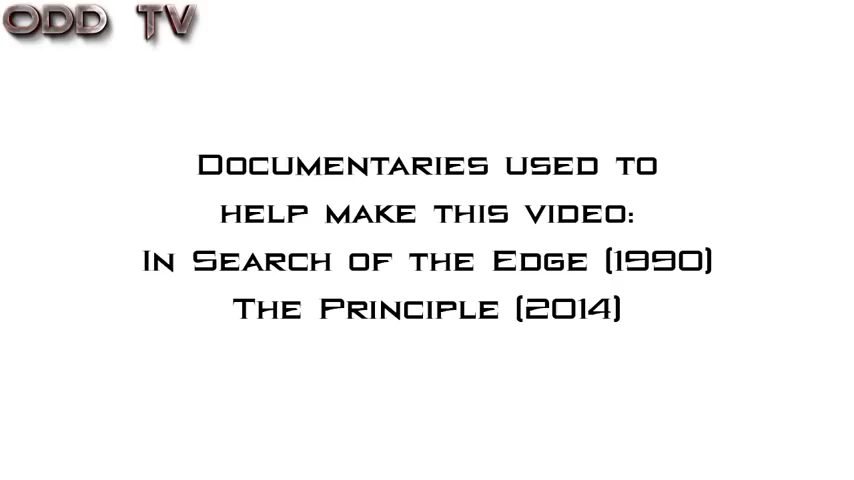 ODD TV
Documentaries used to
help make this video:
In Search of the Edge (1990)
The Principle (2014)